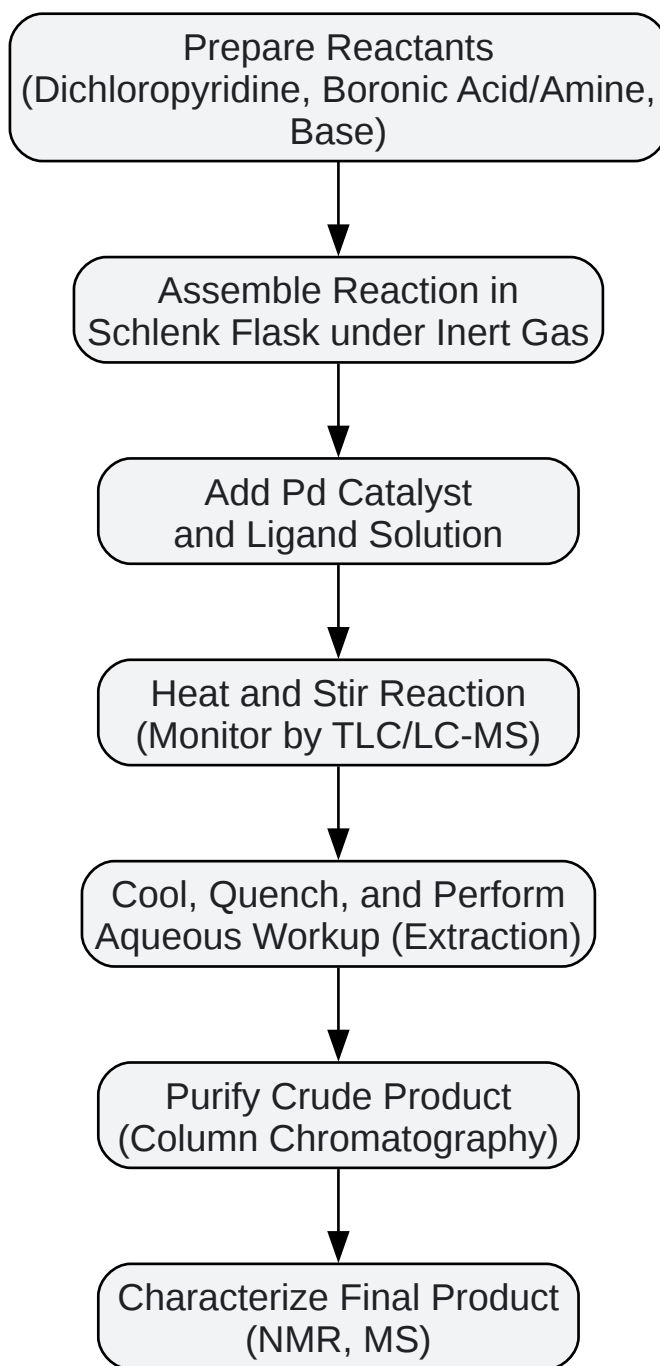 Prepare Reactants
(Dichloropyridine, Boronic Acid/Amine,
Base)
Assemble Reaction in
Schlenk Flask under Inert Gas
Add Pd Catalyst
and Ligand Solution
Heat and Stir Reaction
(Monitor by TLC/LC-MS)
Cool, Quench, and Perform
Aqueous Workup (Extraction)
Purify Crude Product
(Column Chromatography)
Characterize Final Product
(NMR, MS)